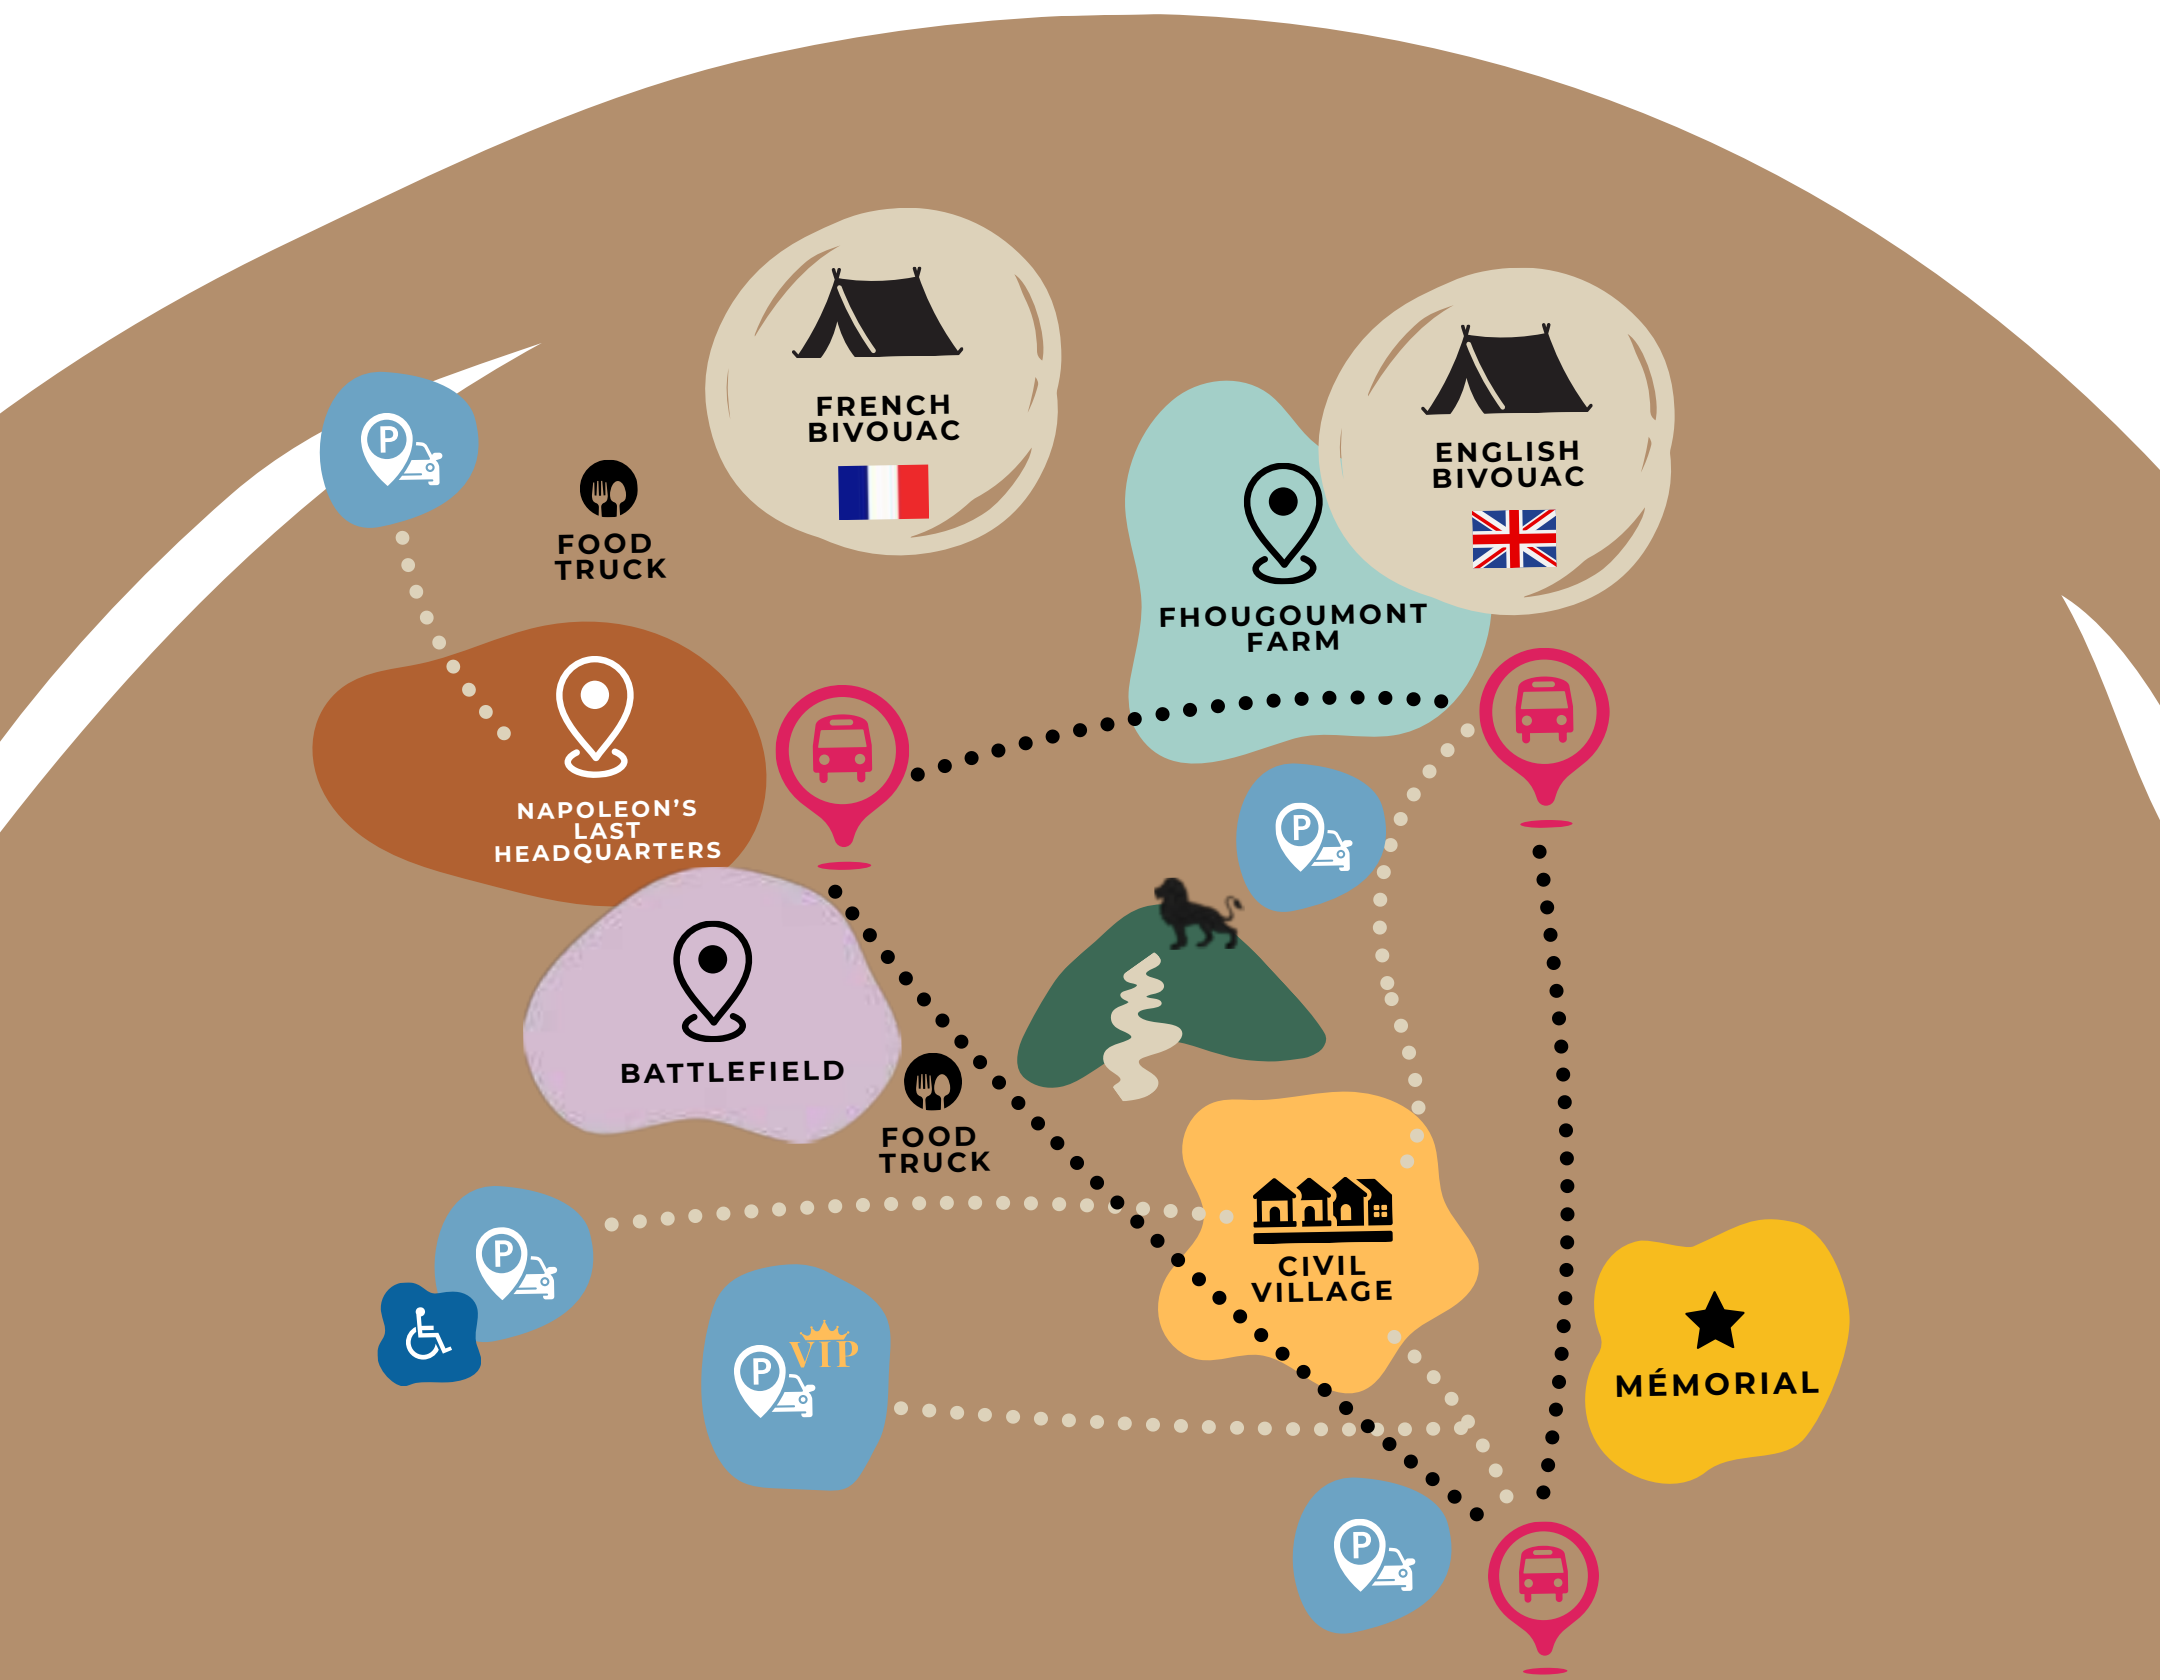 FRENCH
BIVOUAC
ENGLISH
BIVOUAC
P
FOOD
TRUCK
FHOUGOUMONT
FARM
NAPOLEON'S
LAST
HEADQUARTERS
P
BATTLEFIELD
FOOD
TRUCK
P
CIVIL
VILLAGE
VIP
P
MÉMORIAL
P